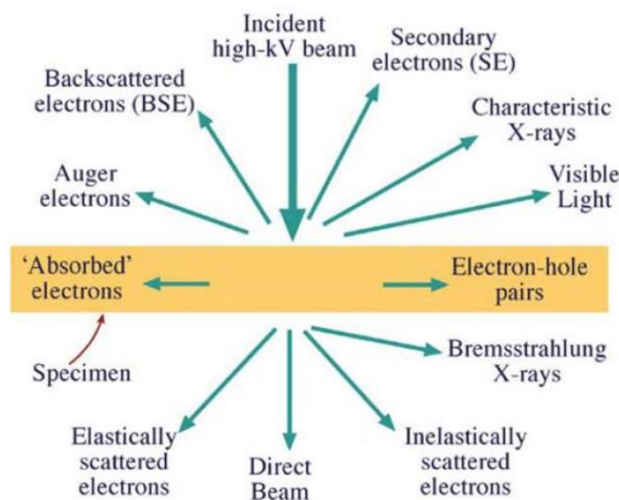 Incident
high-kV beam
Secondary
electrons (SE)
Backscattered
electrons (BSE)
Characteristic
X-rays
Auger
electrons
Visible
Light
‘Absorbed’
electrons
Electron-hole
pairs
Specimen
Bremsstrahlung
X-rays
Elastically
scattered
electrons
Direct
Beam
Inelastically
scattered
electrons